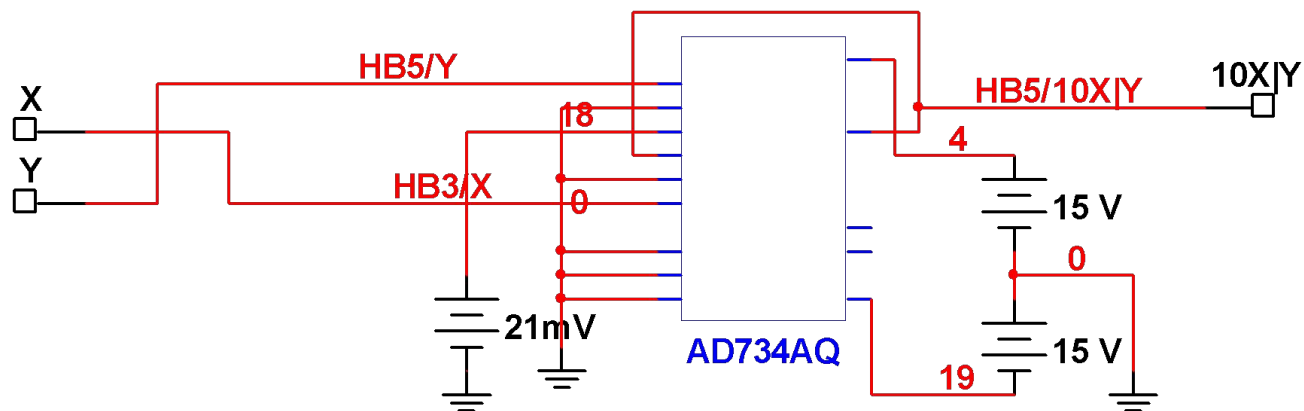 HB5/Y
X
18
HB5/10X|Y
10X|Y
4
Y
HB3/X
0
15 V
0
21mV
AD734AQ
15 V
19